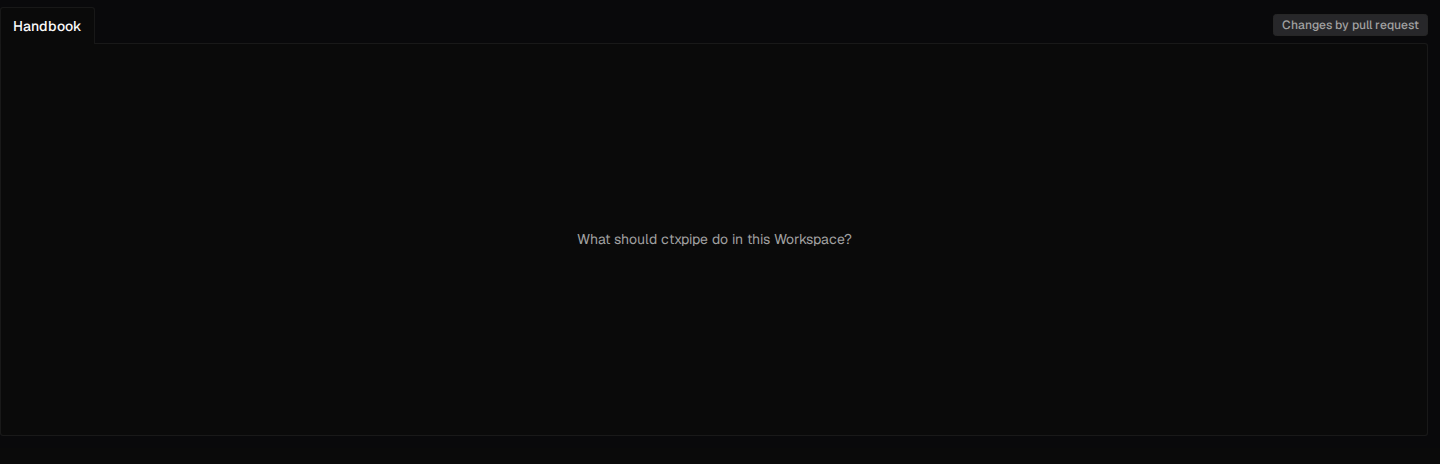 Handbook
Changes by pull request
What should ctxpipe do in this Workspace?